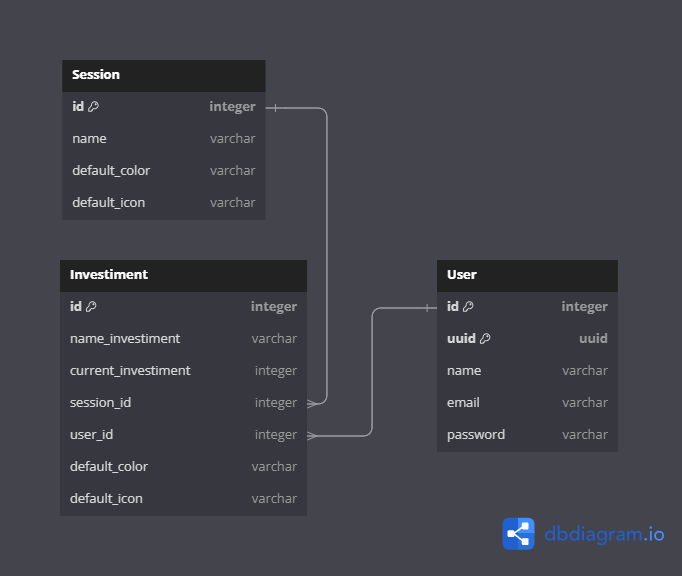 Session
id integer
name varchar
default_color varchar
default_icon varchar
Investiment
id integer
name_investiment varchar
current_investiment integer
session_id integer
user_id integer
default_color varchar
default_icon varchar
User
id integer
uuid uuid
name varchar
email varchar
password varchar
dbdiagram.io